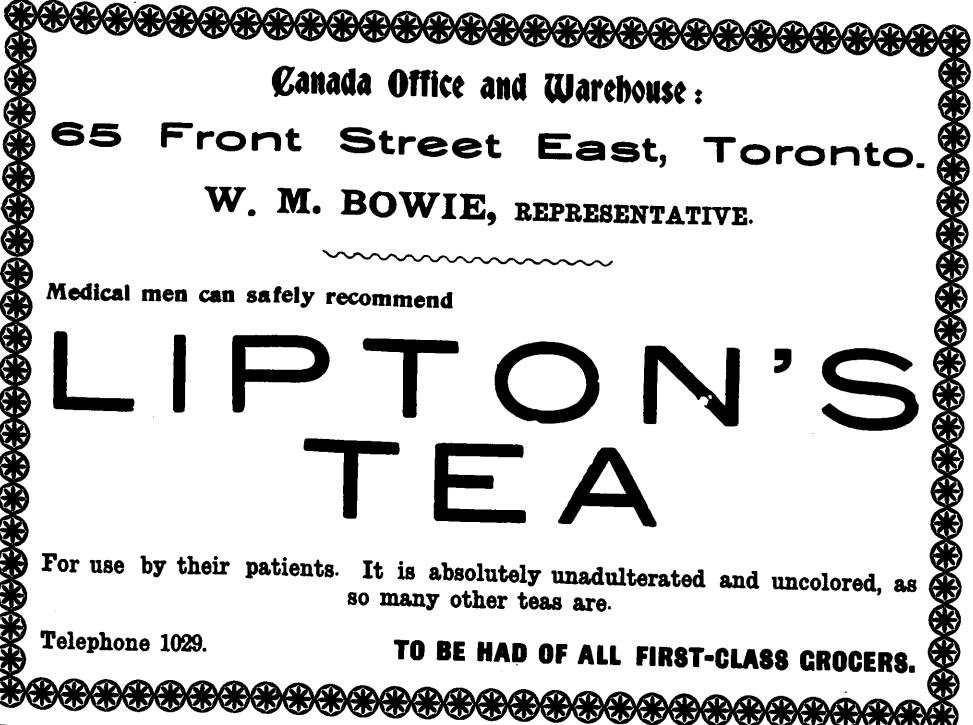 Canada Office and Warehouse:
65 Front Street East, Toronto.
W. M. BOWIE, REPRESENTATIVE.
Medical men can safely recommend
LIPTON'S
TEA
For use by their patients. It is absolutely unadulterated and uncolored, as
so many other teas are.
Telephone 1029.
TO BE HAD OF ALL FIRST-CLASS GROCERS.